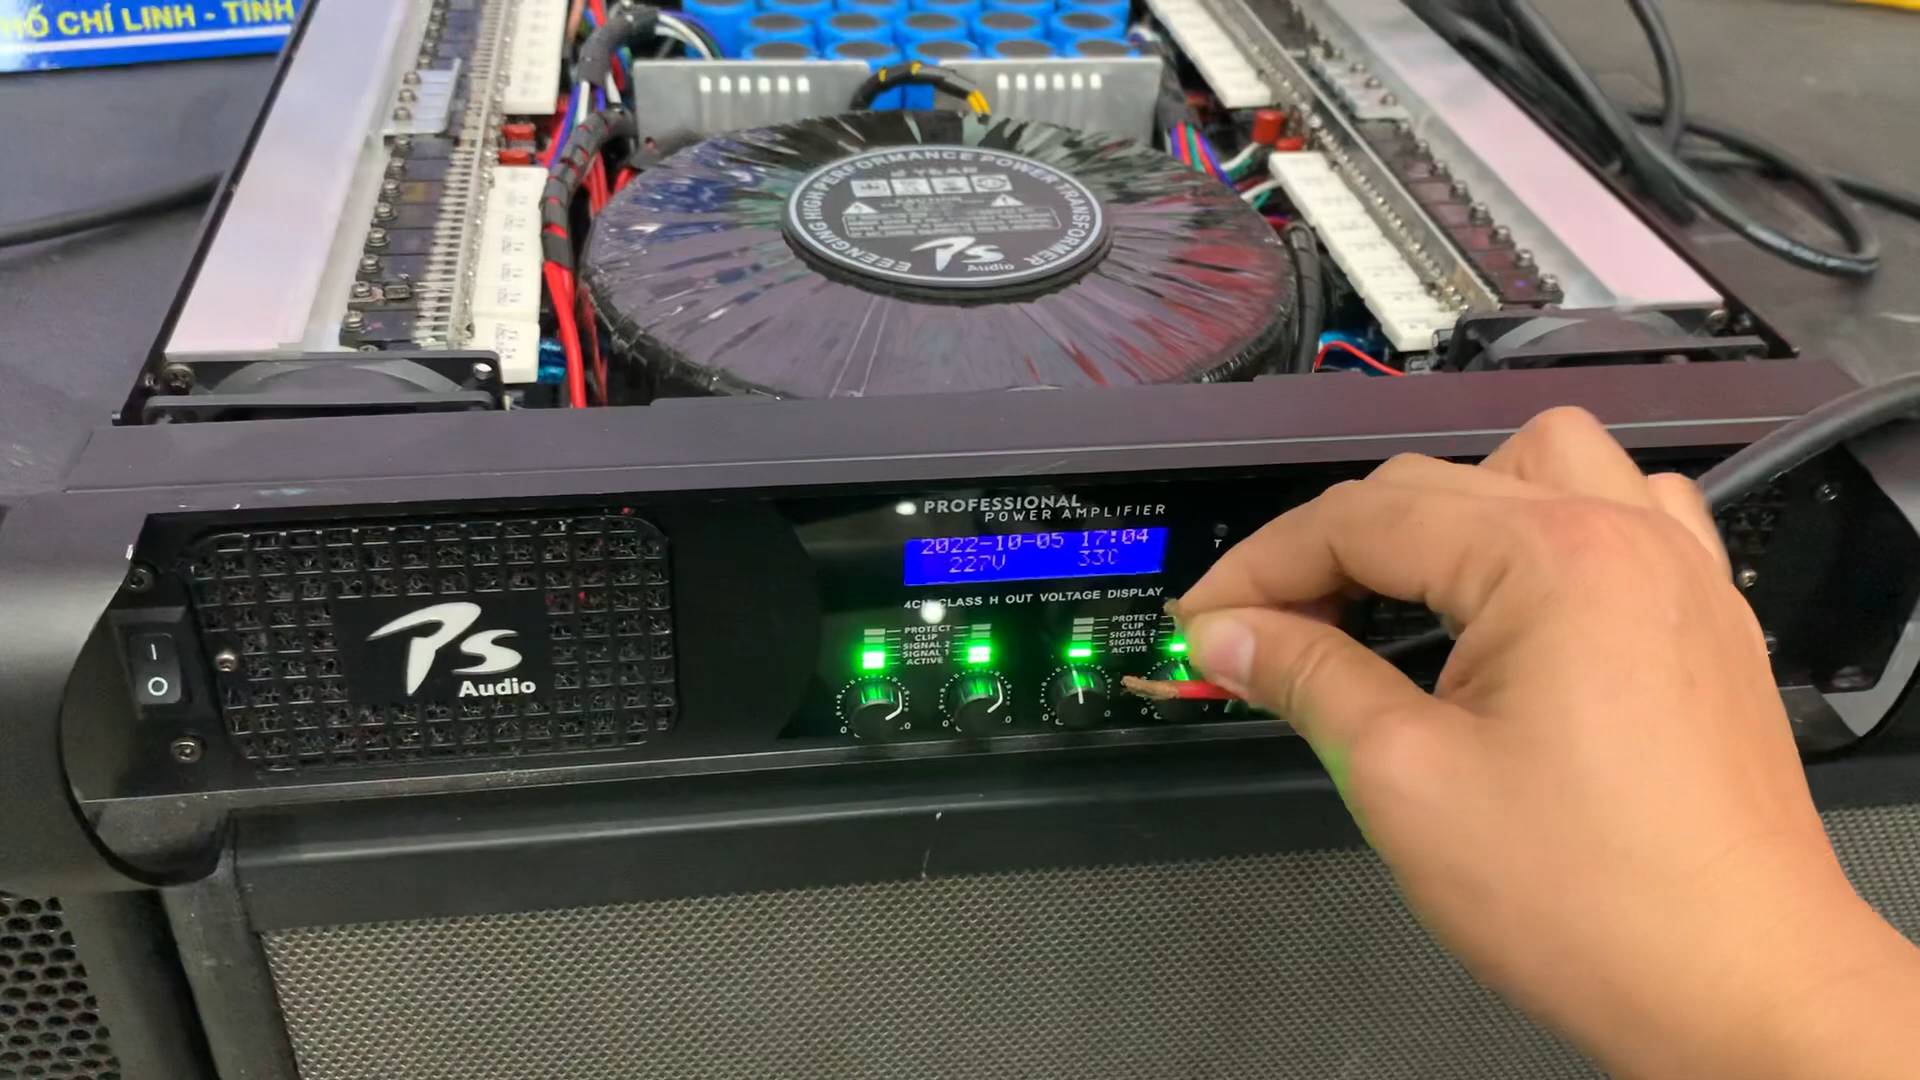 HỐ CHÍ LINH - TỈNH
EEENGING HIGH PERFORMANCE POWER TRANSFORMER
PS
Audio
PROFESSIONAL
POWER AMPLIFIER
2022-10-05 17:04
227V 33C
4CH CLASS H OUT VOLTAGE DISPLAY
T
PROTECT
CLIP
SIGNAL 2
SIGNAL 1
ACTIVE
PROTECT
CLIP
SIGNAL 2
SIGNAL 1
ACTIVE
PS
Audio